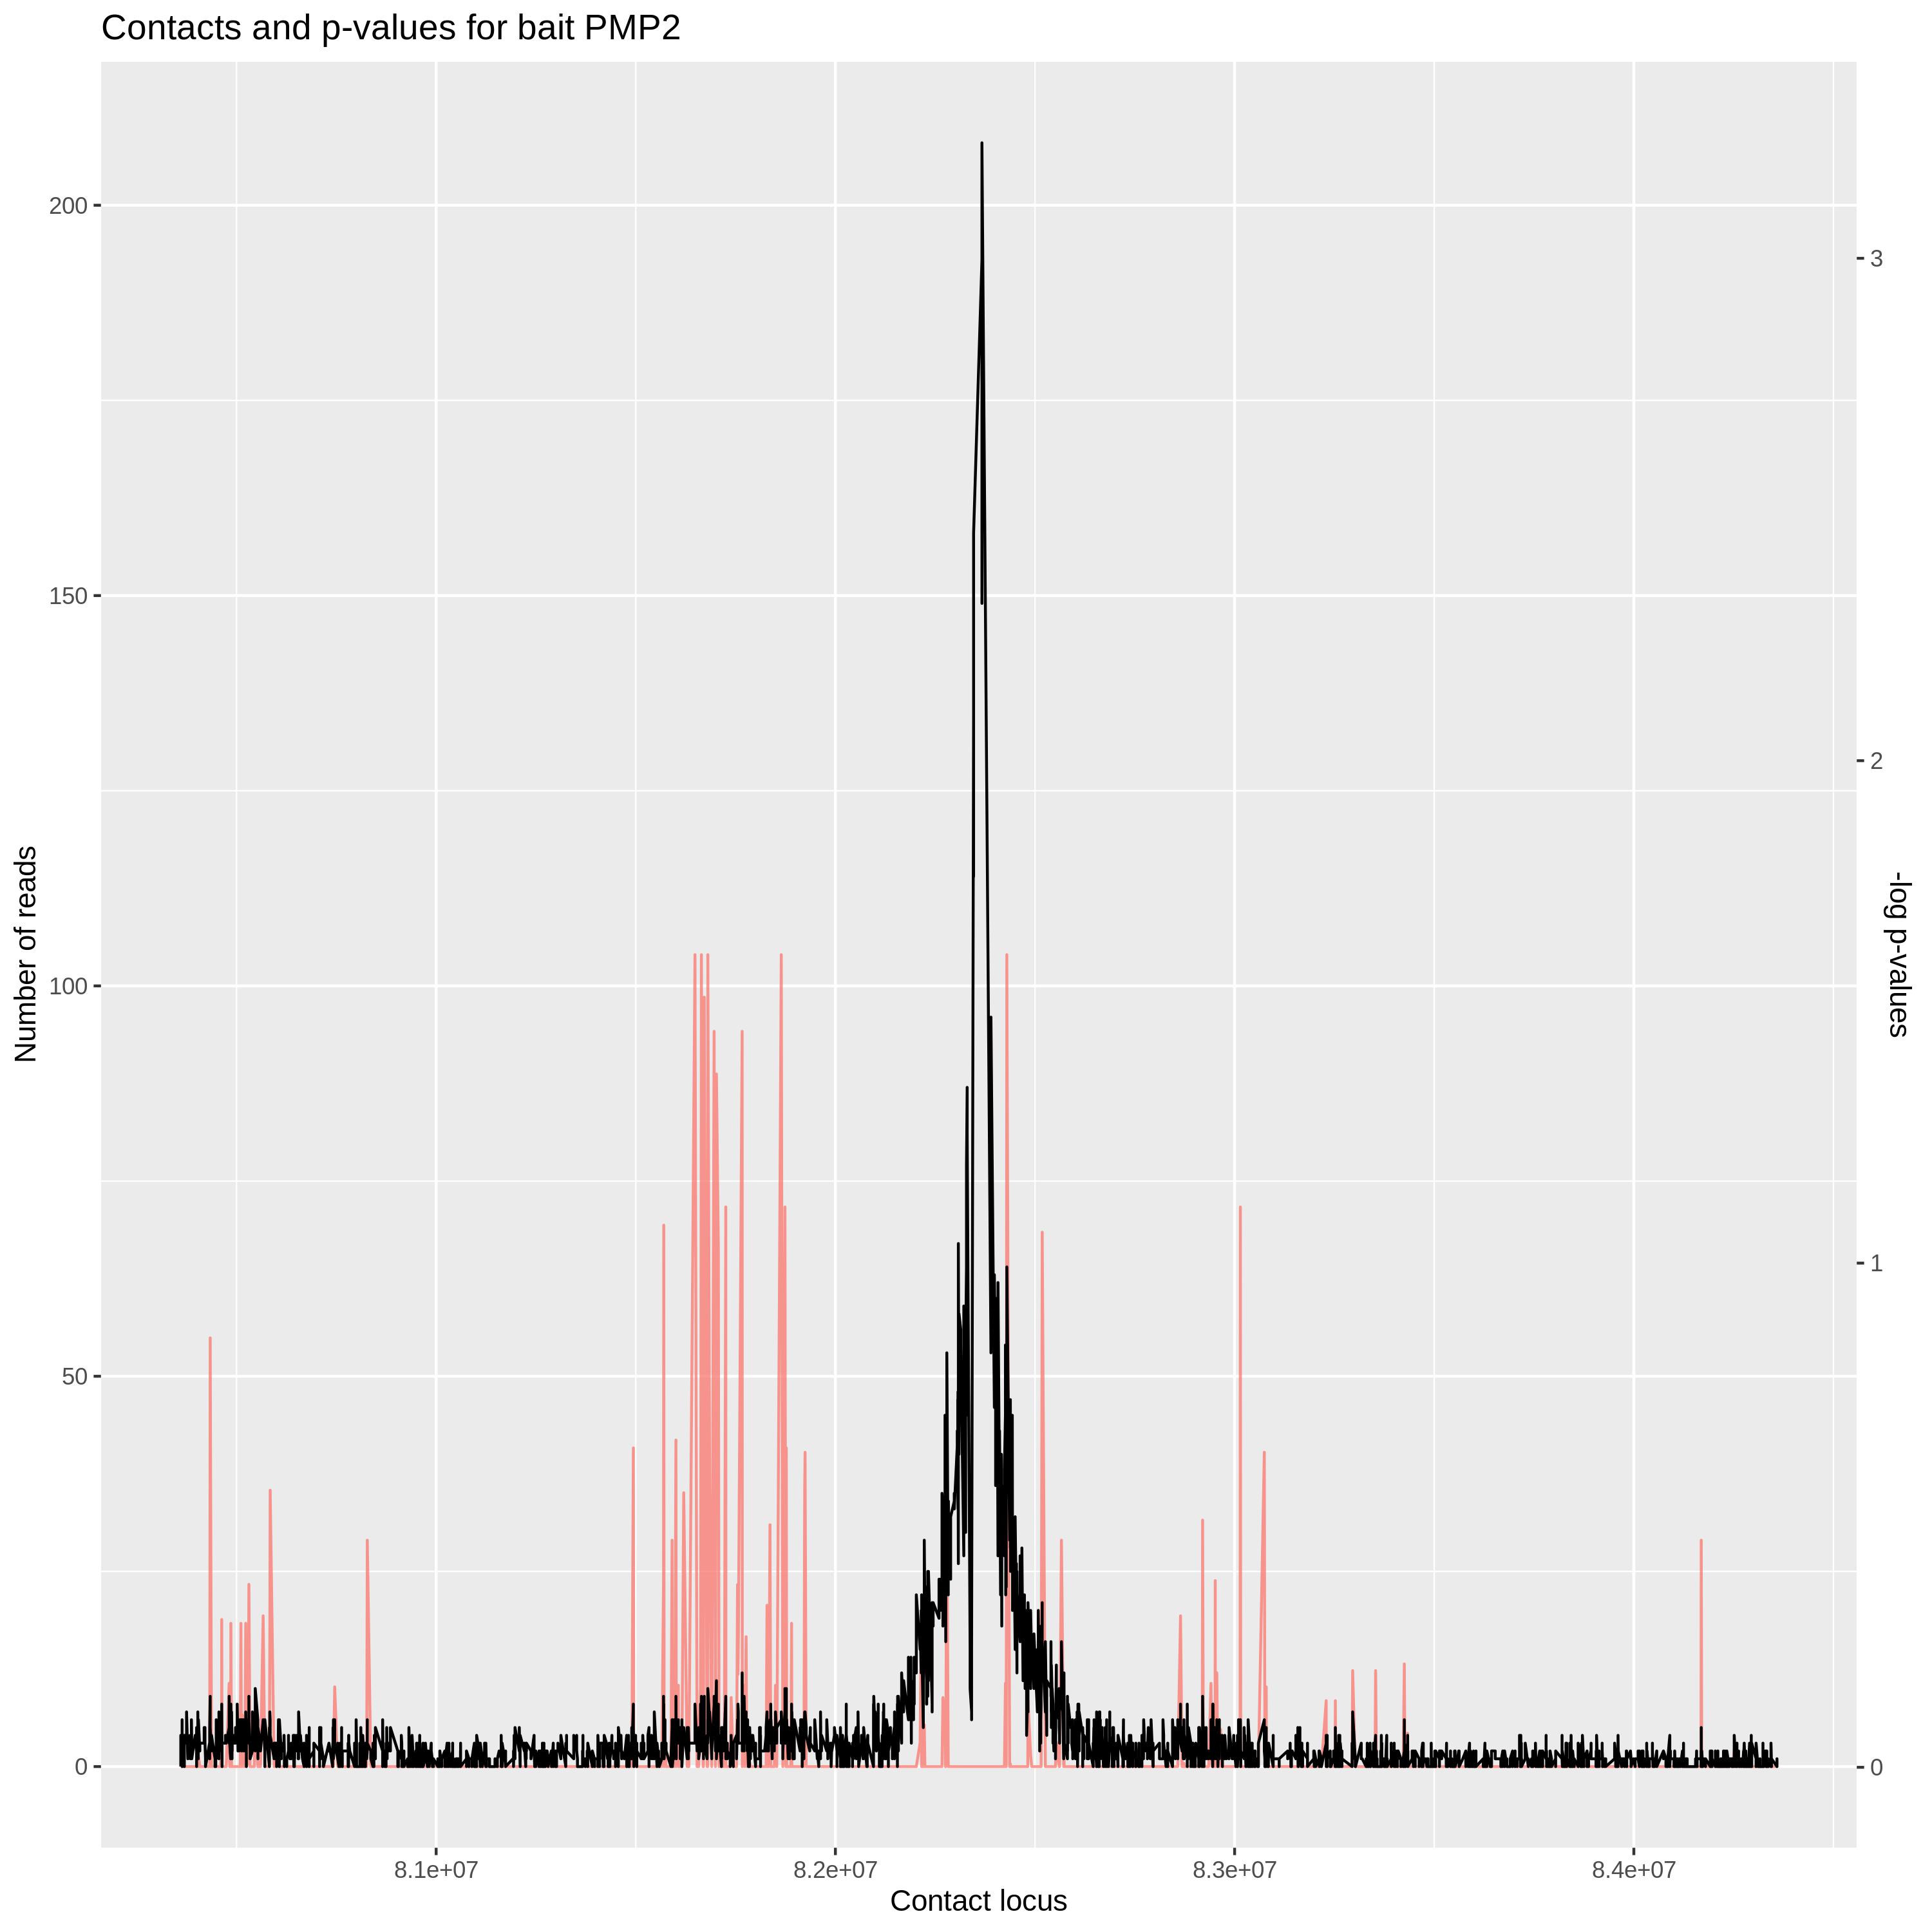 Contacts and p-values for bait PMP2
200
150
100
50
0
Number of reads
3
2
1
0
-log p-values
8.1e+07 8.2e+07 8.3e+07 8.4e+07
Contact locus